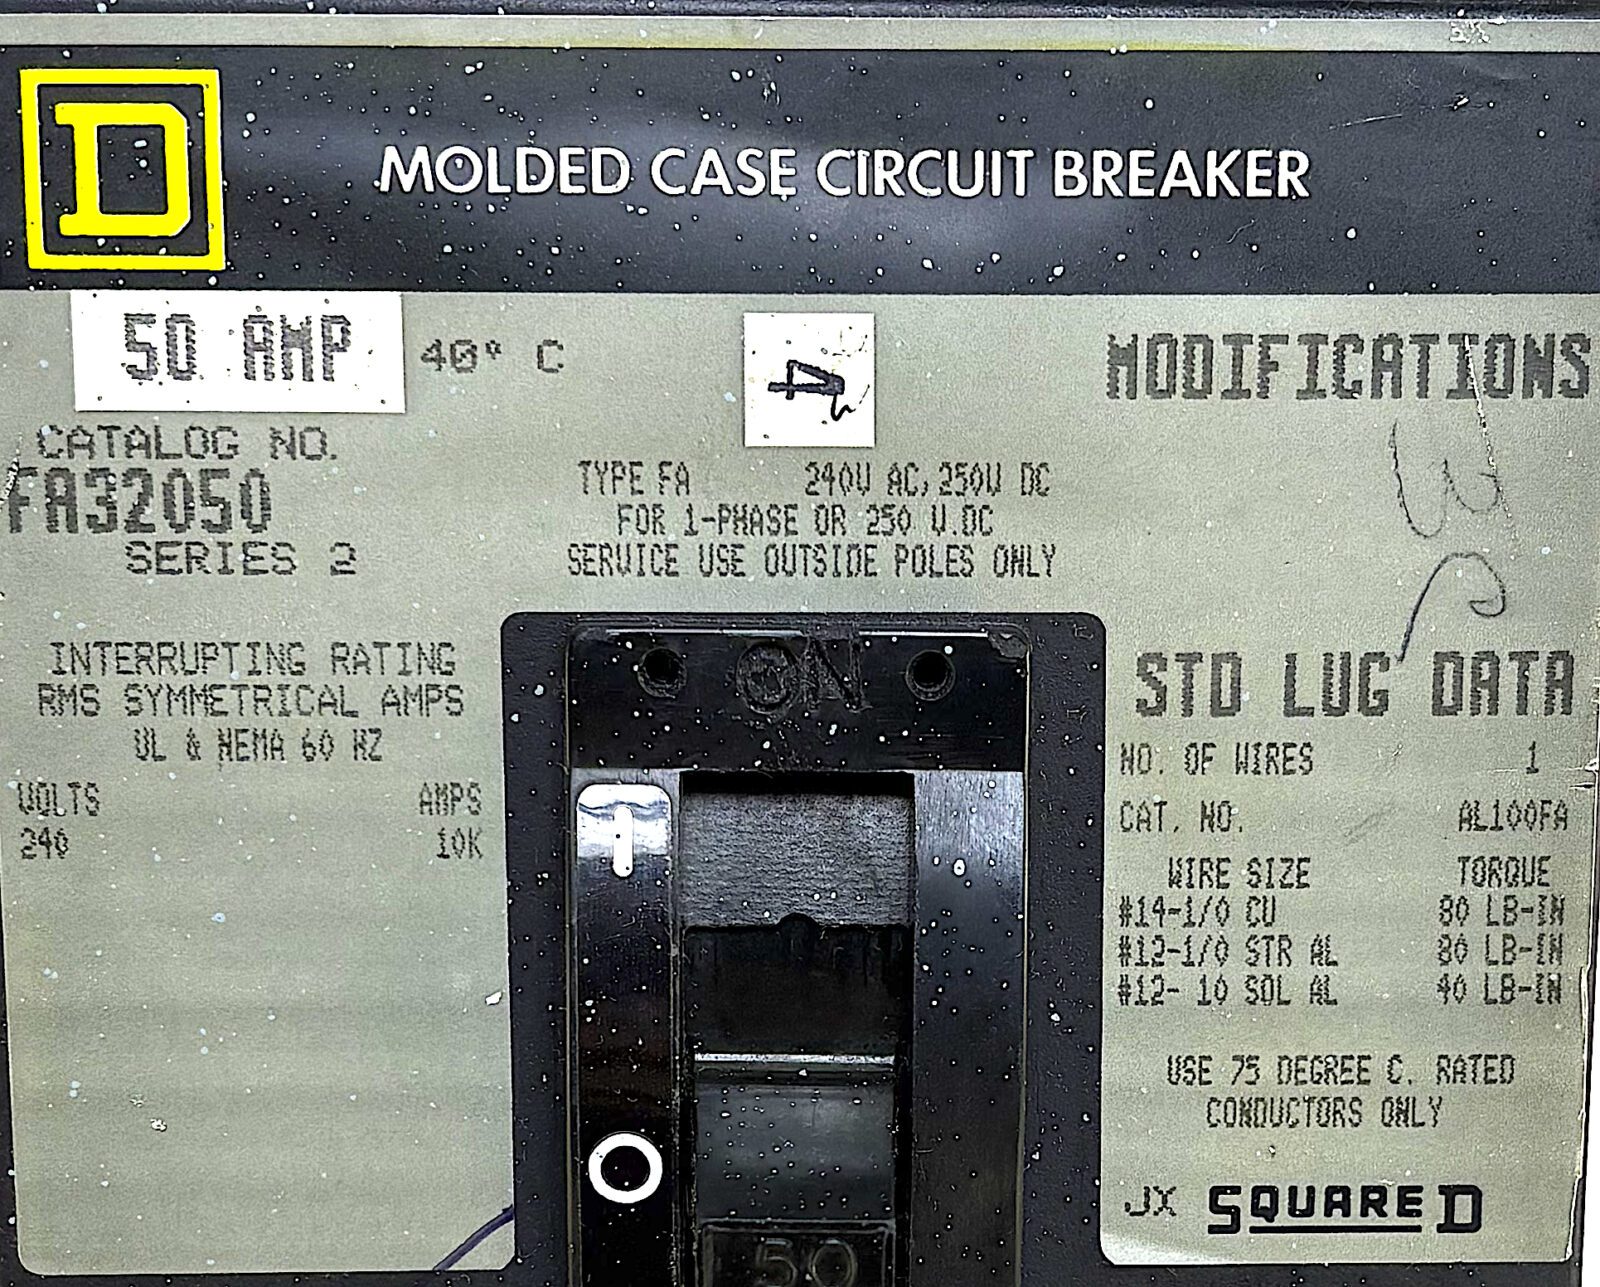 D
MOLDED CASE CIRCUIT BREAKER
50 AMP 40° C
CATALOG NO.
FA32050
SERIES 2
INTERRUPTING RATING
RMS SYMMETRICAL AMPS
UL & NEMA 60 HZ
VOLTS AMPS
240 10K
4
TYPE FA 240V AC, 250V DC
FOR 1-PHASE OR 250 V.DC
SERVICE USE OUTSIDE POLES ONLY
ON
I
O
50
MODIFICATIONS
STD LUG DATA
NO. OF WIRES 1
CAT. NO. AL100FA
WIRE SIZE TORQUE
#14-1/0 CU 80 LB-IN
#12-1/0 STR AL 80 LB-IN
#12- 10 SOL AL 40 LB-IN
USE 75 DEGREE C. RATED
CONDUCTORS ONLY
JX SQUARE D